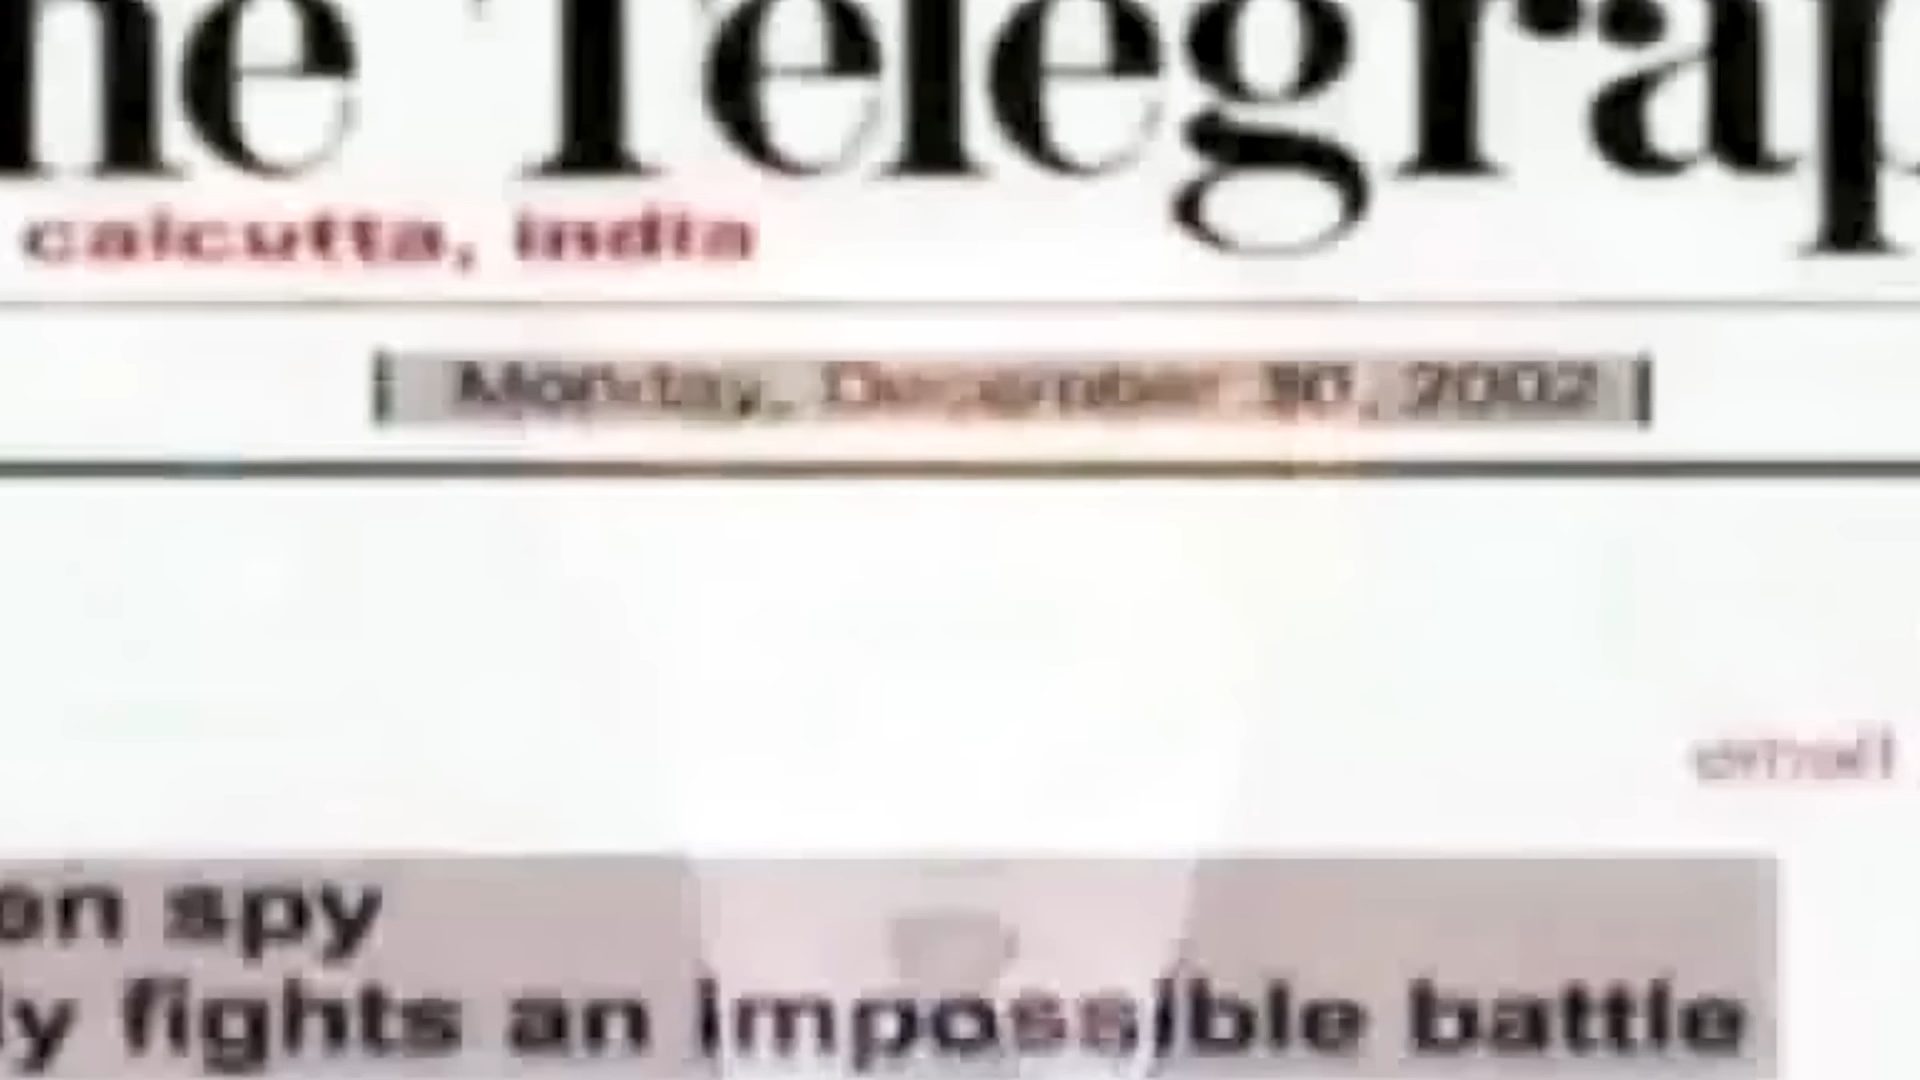 he Telegrap
calcutta, india
Monday, December 30, 2002
email
on spy
ly fights an impossible battle